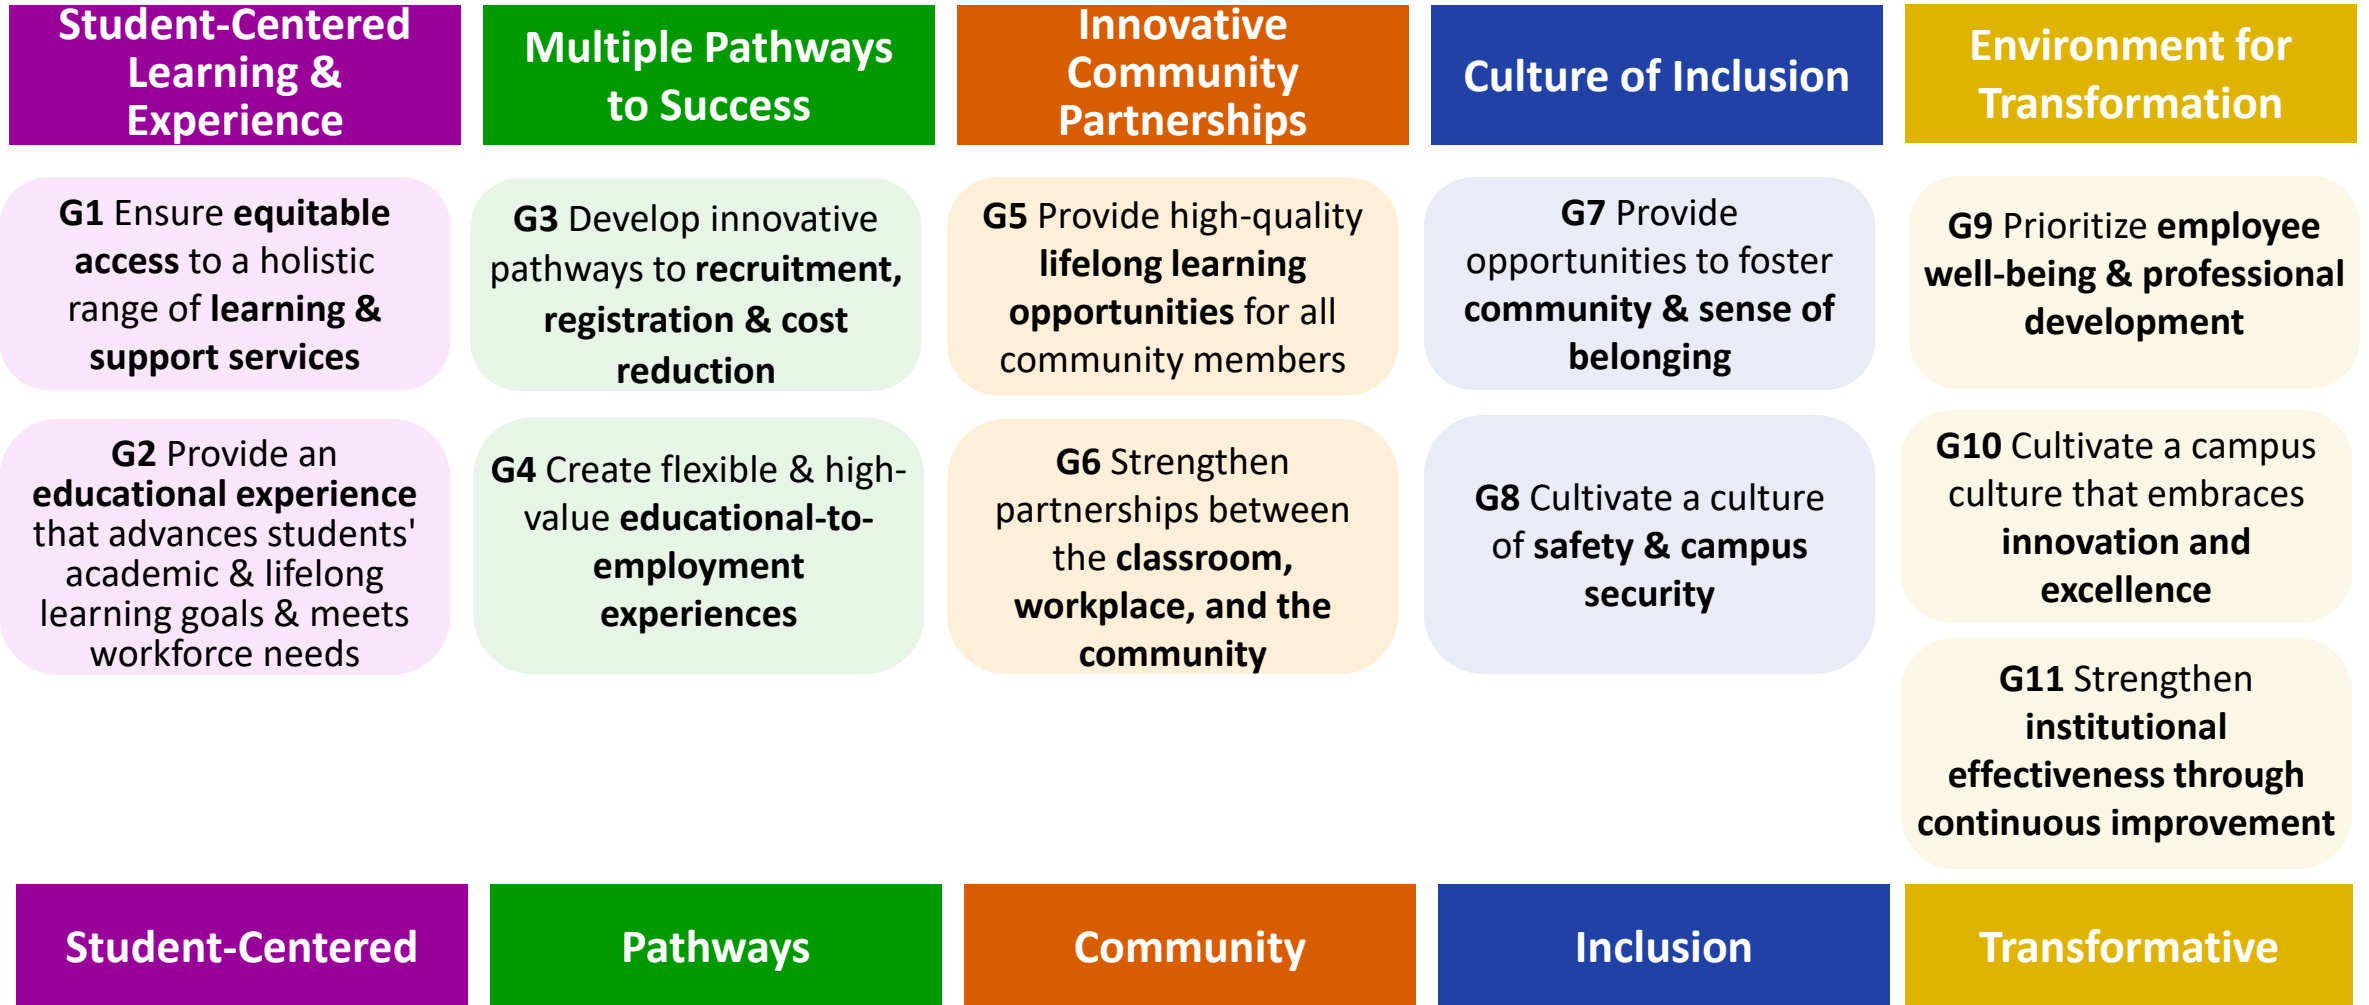 Student-Centered
Learning &
Experience
Multiple Pathways
to Success
Innovative
Community
Partnerships
Culture of Inclusion
Environment for
Transformation
G1 Ensure equitable
access to a holistic
range of learning &
support services
G2 Provide an
educational experience
that advances students'
academic & lifelong
learning goals & meets
workforce needs
G3 Develop innovative
pathways to recruitment,
registration & cost
reduction
G4 Create flexible & high-
value educational-to-
employment
experiences
G5 Provide high-quality
lifelong learning
opportunities for all
community members
G6 Strengthen
partnerships between
the classroom,
workplace, and the
community
G7 Provide
opportunities to foster
community & sense of
belonging
G8 Cultivate a culture
of safety & campus
security
G9 Prioritize employee
well-being & professional
development
G10 Cultivate a campus
culture that embraces
innovation and
excellence
G11 Strengthen
institutional
effectiveness through
continuous improvement
Student-Centered
Pathways
Community
Inclusion
Transformative